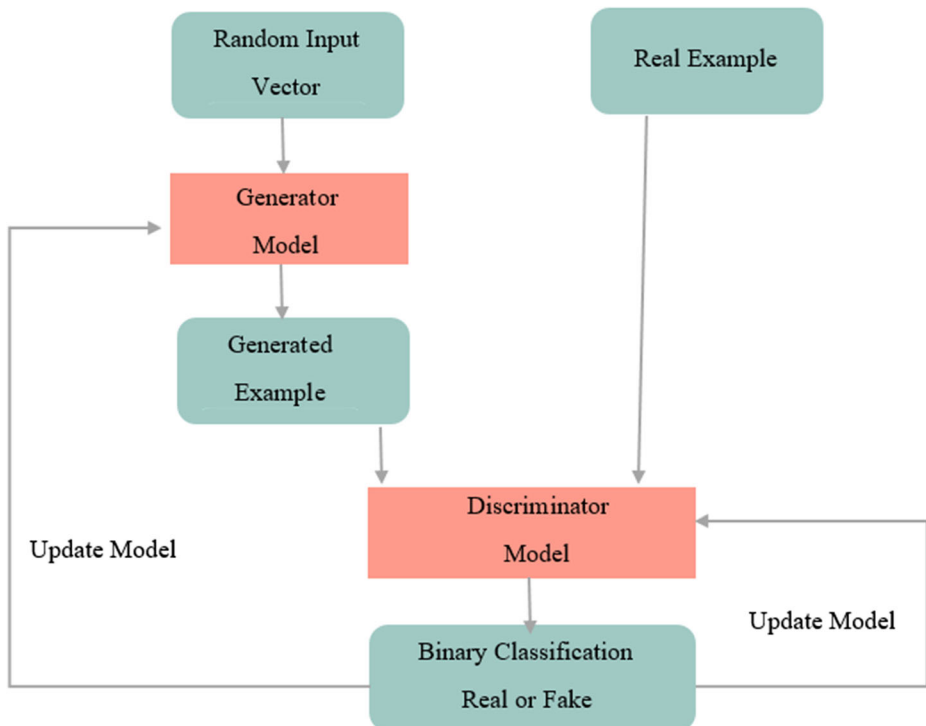 Random Input
Vector
Real Example
Generator
Model
Generated
Example
Discriminator
Model
Update Model
Update Model
Binary Classification
Real or Fake